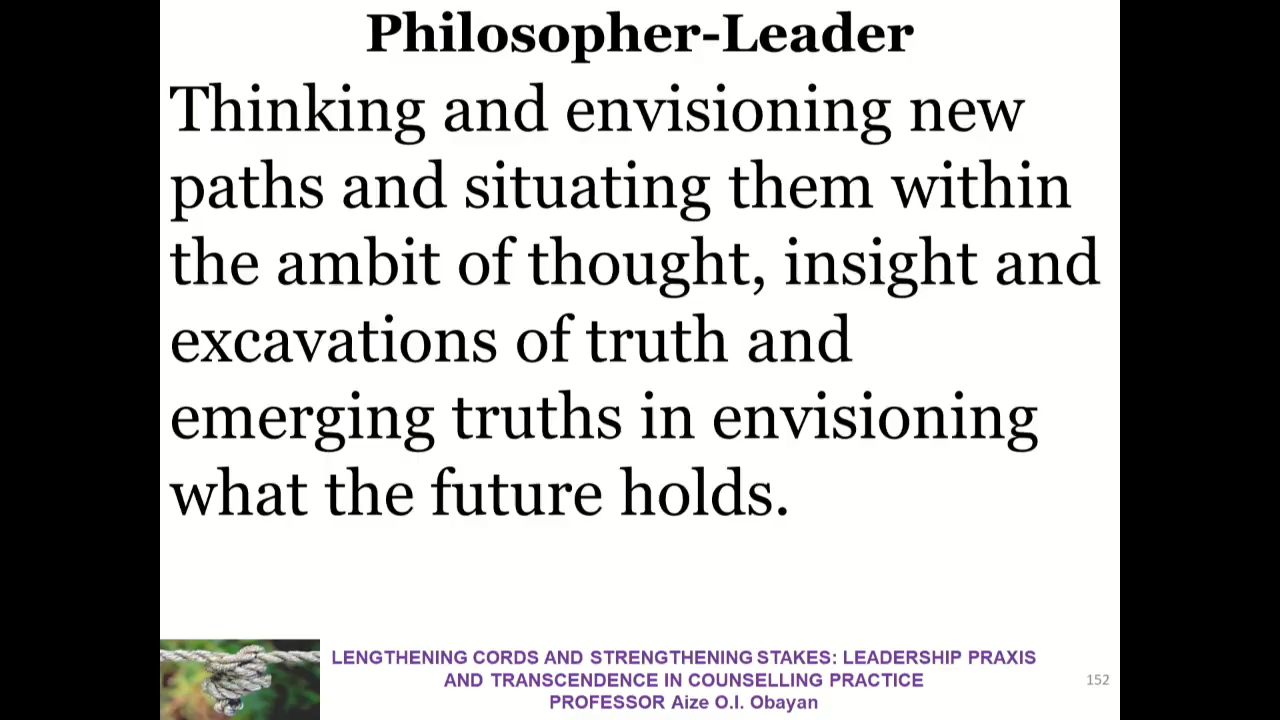 Philosopher-Leader
Thinking and envisioning new
paths and situating them within
the ambit of thought, insight and
excavations of truth and
emerging truths in envisioning
what the future holds.
LENGTHENING CORDS AND STRENGTHENING STAKES: LEADERSHIP PRAXIS
AND TRANSCENDENCE IN COUNSELLING PRACTICE
PROFESSOR Aize O.I. Obayan
152